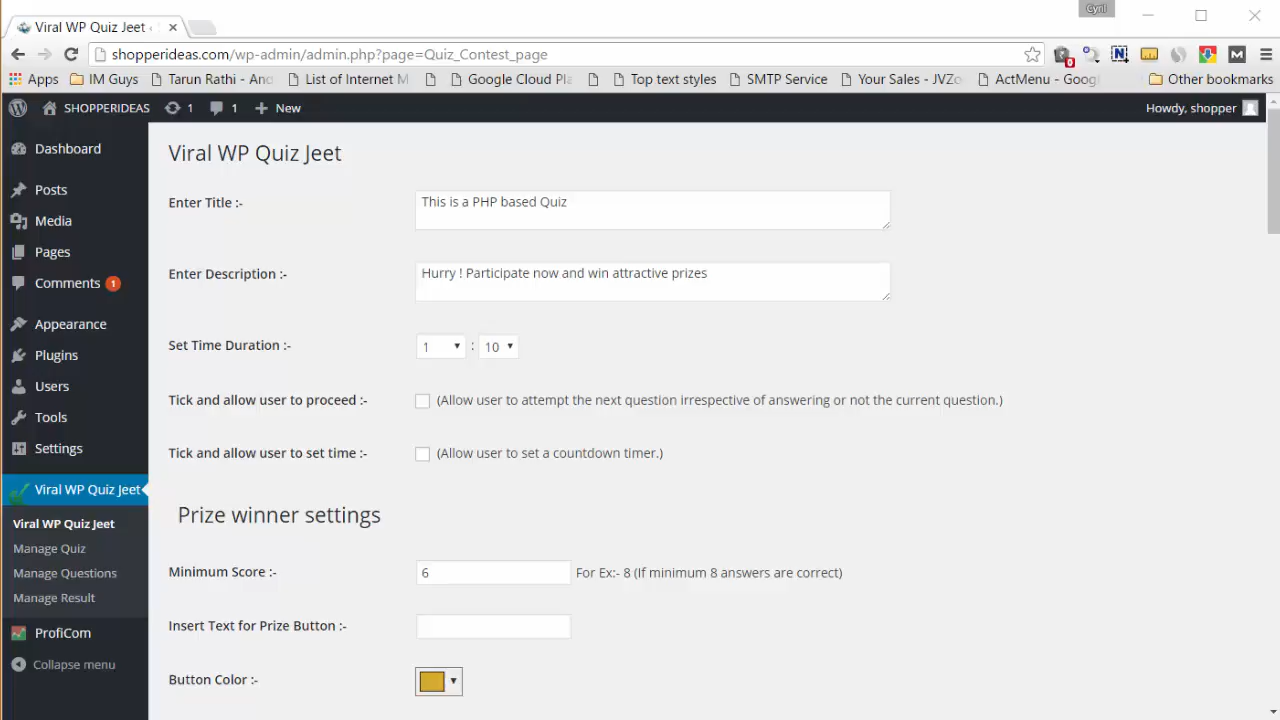 Cyril
Viral WP Quiz Jeet ‹
shopperideas.com/wp-admin/admin.php?page=Quiz_Contest_page
0
Apps IM Guys Tarun Rathi - And List of Internet M Google Cloud Pla Top text style SMTP Service Your Sales - JVZo ActMenu - Goog Other bookmarks
SHOPPERIDEAS 1 1 New Howdy, shopper
Dashboard
Posts
Media
Pages
Comments 1
Appearance
Plugins
Users
Tools
Settings
Viral WP Quiz Jeet
Viral WP Quiz Jeet
Manage Quiz
Manage Questions
Manage Result
ProfiCom
Collapse menu
Viral WP Quiz Jeet
Enter Title :- This is a PHP based Quiz
Enter Description :- Hurry ! Participate now and win attractive prizes
Set Time Duration :- 1 : 10
Tick and allow user to proceed :- (Allow user to attempt the next question irrespective of answering or not the current question.)
Tick and allow user to set time :- (Allow user to set a countdown timer.)
Prize winner settings
Minimum Score :- 6 For Ex:- 8 (If minimum 8 answers are correct)
Insert Text for Prize Button :-
Button Color :-